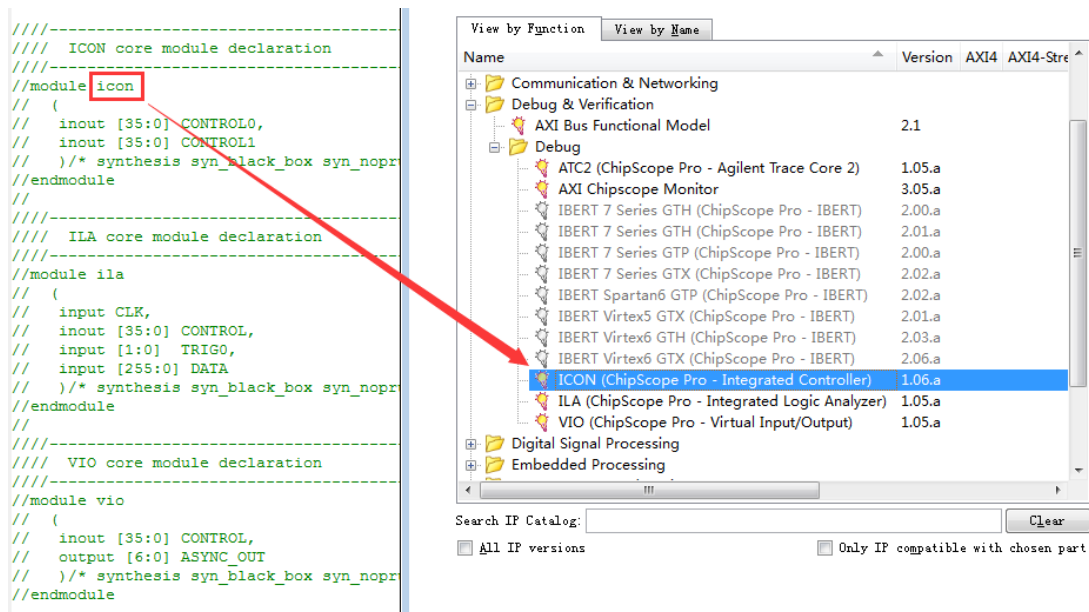 ////---------------------------------------
////  ICON core module declaration
////---------------------------------------
//module icon
//  (
//   inout [35:0] CONTROL0,
//   inout [35:0] CONTROL1
//   )/* synthesis syn_black_box syn_nopr
//endmodule
//
////---------------------------------------
////  ILA core module declaration
////---------------------------------------
//module ila
//  (
//   input CLK,
//   inout [35:0] CONTROL,
//   input [1:0]  TRIG0,
//   input [255:0] DATA
//   )/* synthesis syn_black_box syn_nopr
//endmodule
//
////---------------------------------------
////  VIO core module declaration
////---------------------------------------
//module vio
//  (
//   inout [35:0] CONTROL,
//   output [6:0] ASYNC_OUT
//   )/* synthesis syn_black_box syn_nopr
//endmodule
View by Function View by Name
Name Version AXI4 AXI4-Stre
Communication & Networking
Debug & Verification
AXI Bus Functional Model 2.1
Debug
ATC2 (ChipScope Pro - Agilent Trace Core 2) 1.05.a
AXI Chipscope Monitor 3.05.a
IBERT 7 Series GTH (ChipScope Pro - IBERT) 2.00.a
IBERT 7 Series GTH (ChipScope Pro - IBERT) 2.01.a
IBERT 7 Series GTP (ChipScope Pro - IBERT) 2.00.a
IBERT 7 Series GTX (ChipScope Pro - IBERT) 2.02.a
IBERT Spartan6 GTP (ChipScope Pro - IBERT) 2.02.a
IBERT Virtex5 GTX (ChipScope Pro - IBERT) 2.01.a
IBERT Virtex6 GTH (ChipScope Pro - IBERT) 2.03.a
IBERT Virtex6 GTX (ChipScope Pro - IBERT) 2.06.a
ICON (ChipScope Pro - Integrated Controller) 1.06.a
ILA (ChipScope Pro - Integrated Logic Analyzer) 1.05.a
VIO (ChipScope Pro - Virtual Input/Output) 1.05.a
Digital Signal Processing
Embedded Processing
Search IP Catalog: Clear
All IP versions Only IP compatible with chosen part